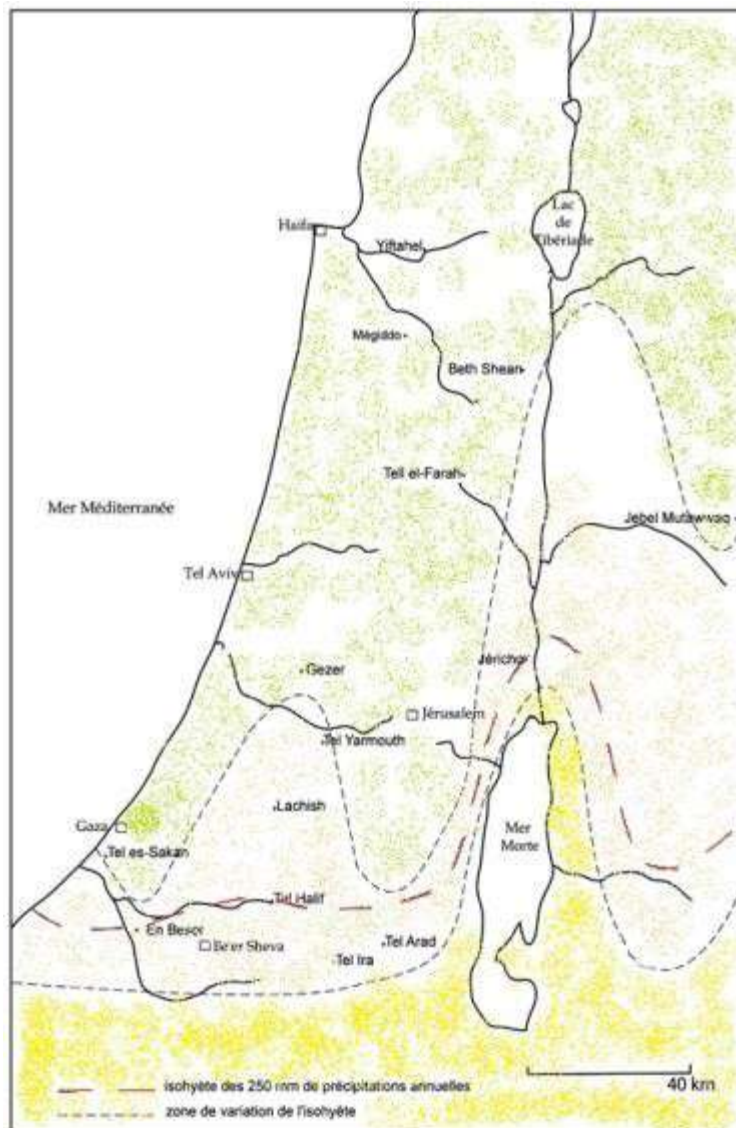 Haïfa
Yiftahel
Lac
de
Tibériade
Mégiddo
Beth Shean
Tell el-Farah
Mer Méditerranée
Jebel Mutawwaq
Tel Aviv
Jéricho
Gezer
Jérusalem
Tel Yarmouth
Lachish
Gaza
Mer
Morte
Tel es-Sakan
Tel Halif
En Besor
Be'er Sheva
Tel Arad
Tel Ira
isohyète des 250 mm de précipitations annuelles
40 km
zone de variation de l'isohyète